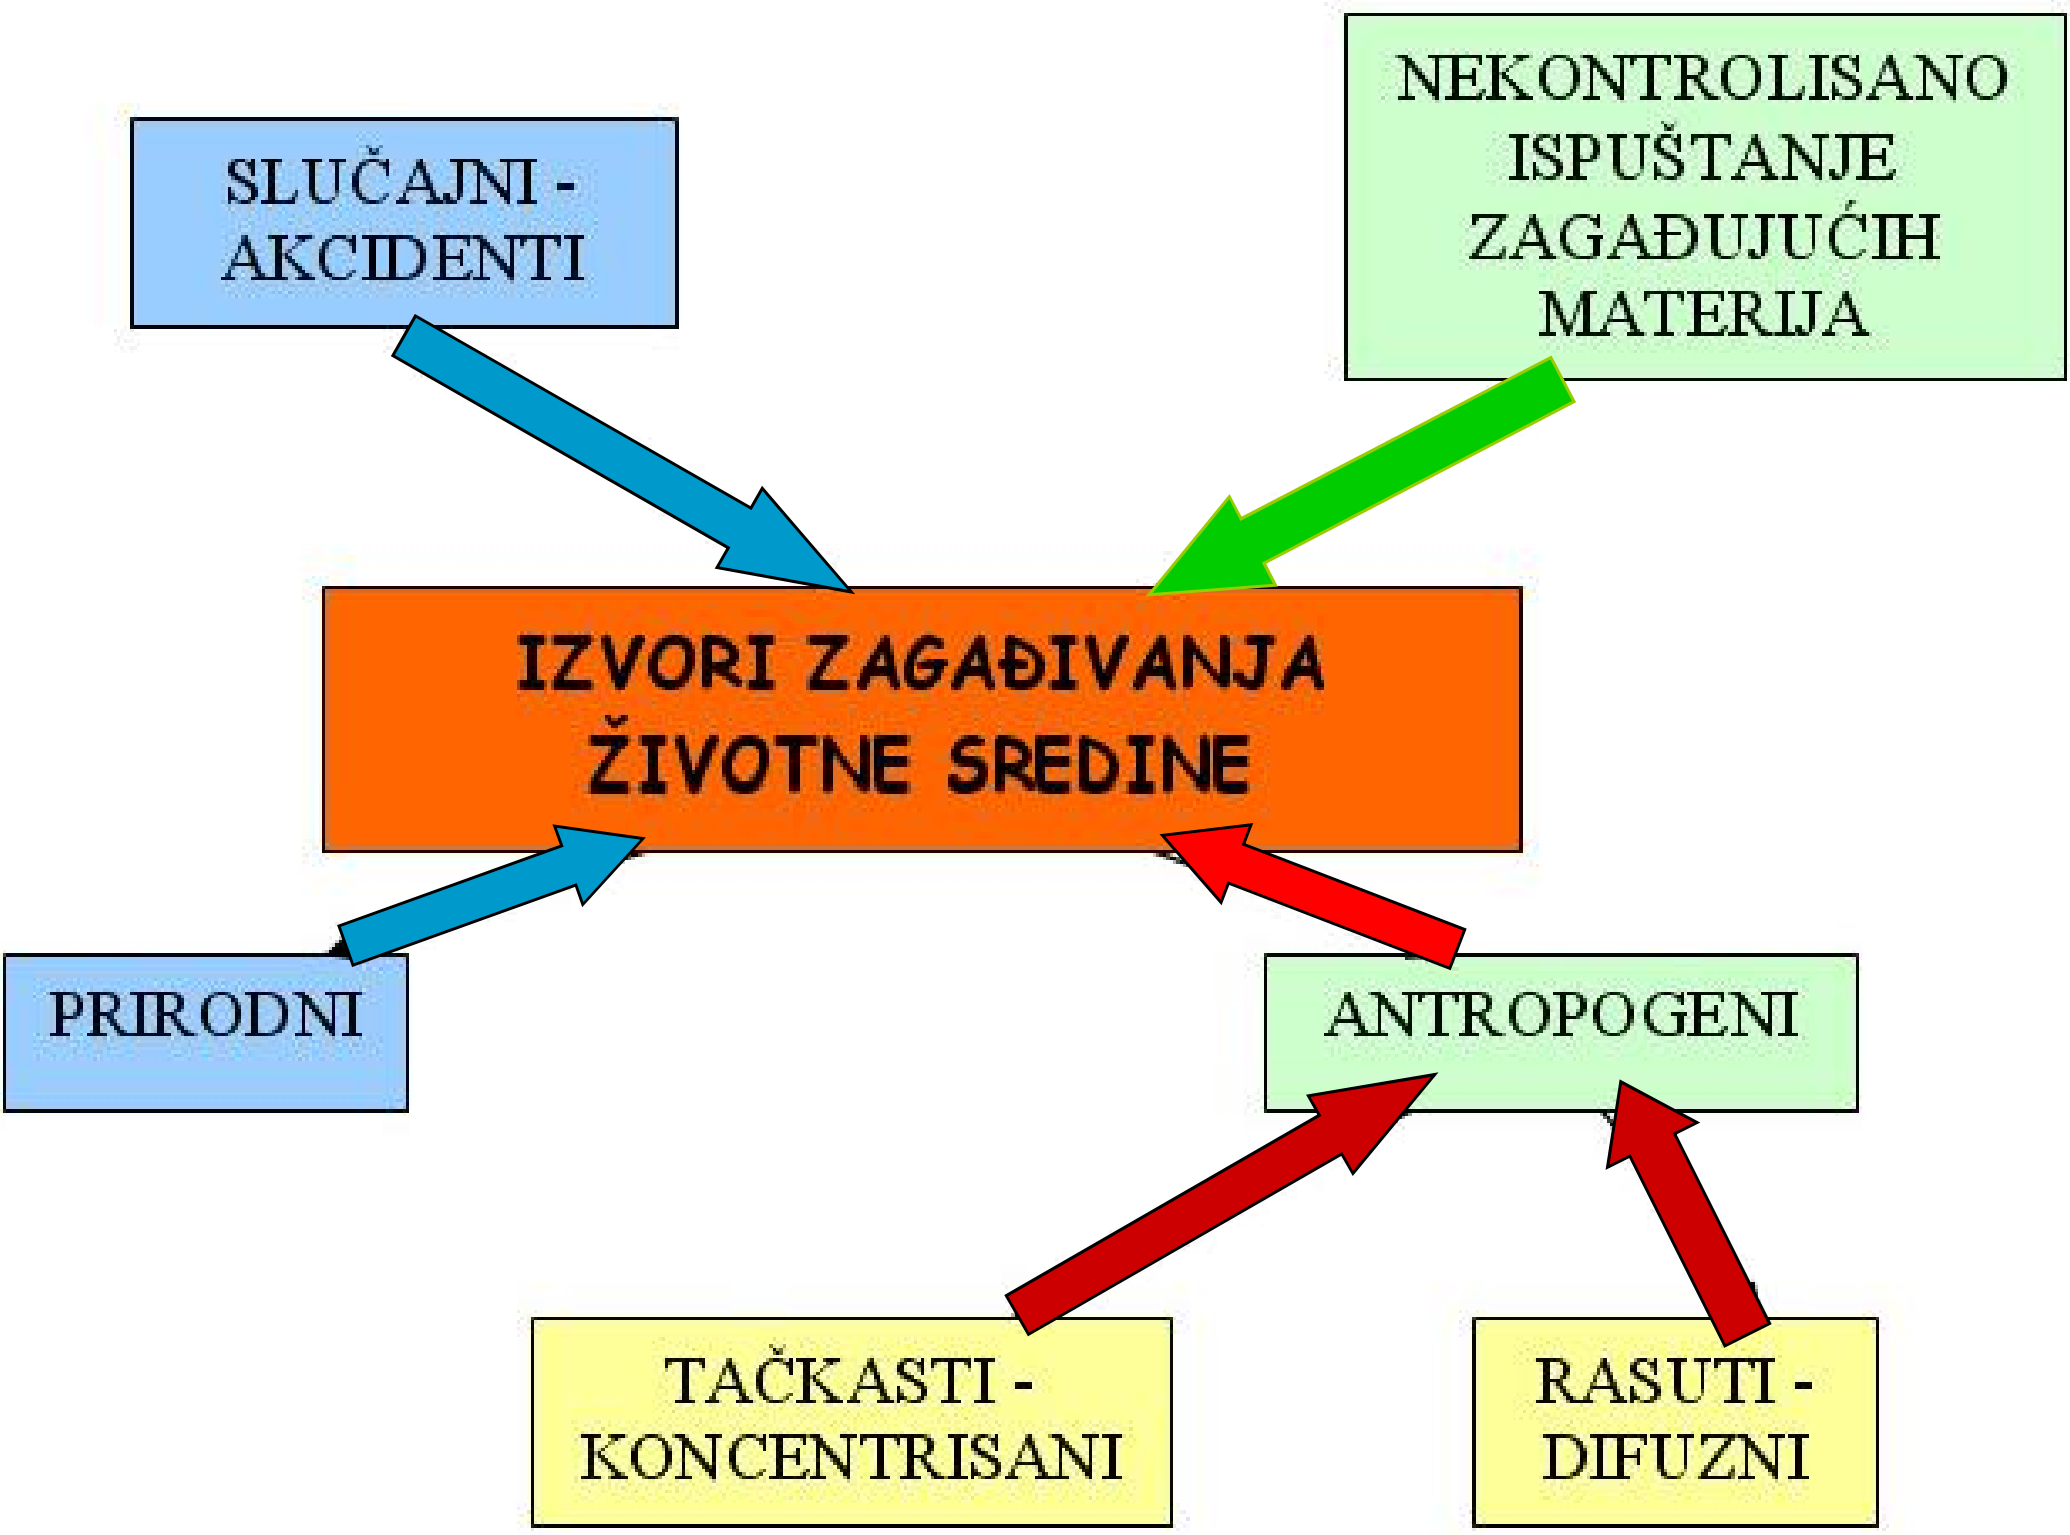 SLUČAJNI -
AKCIDENTI
NEKONTROLISANO
ISPUŠTANJE
ZAGAĐUJUĆIH
MATERIJA
IZVORI ZAGAĐIVANJA
ŽIVOTNE SREDINE
PRIRODNI
ANTROPOGENI
TAČKASTI -
KONCENTRISANI
RASUTI -
DIFUZNI